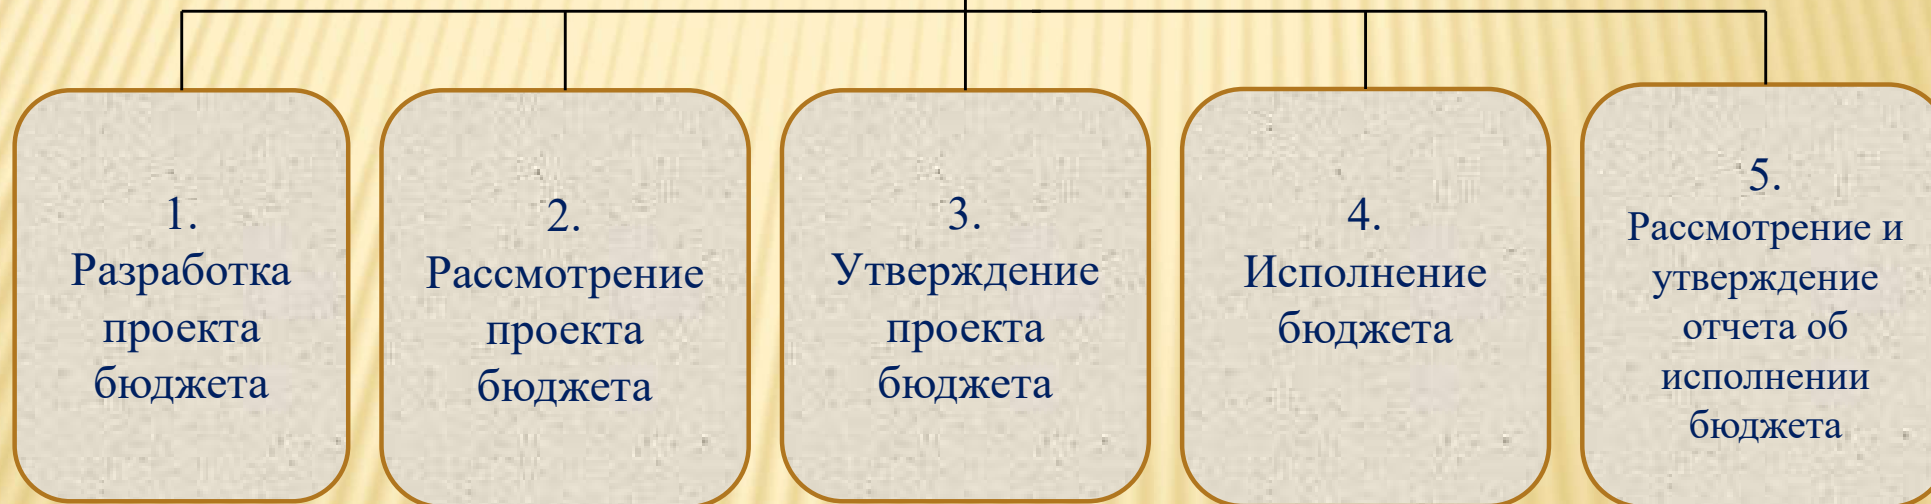 1.
Разработка
проекта
бюджета
2.
Рассмотрение
проекта
бюджета
3.
Утверждение
проекта
бюджета
4.
Исполнение
бюджета
5.
Рассмотрение и
утверждение
отчета об
исполнении
бюджета